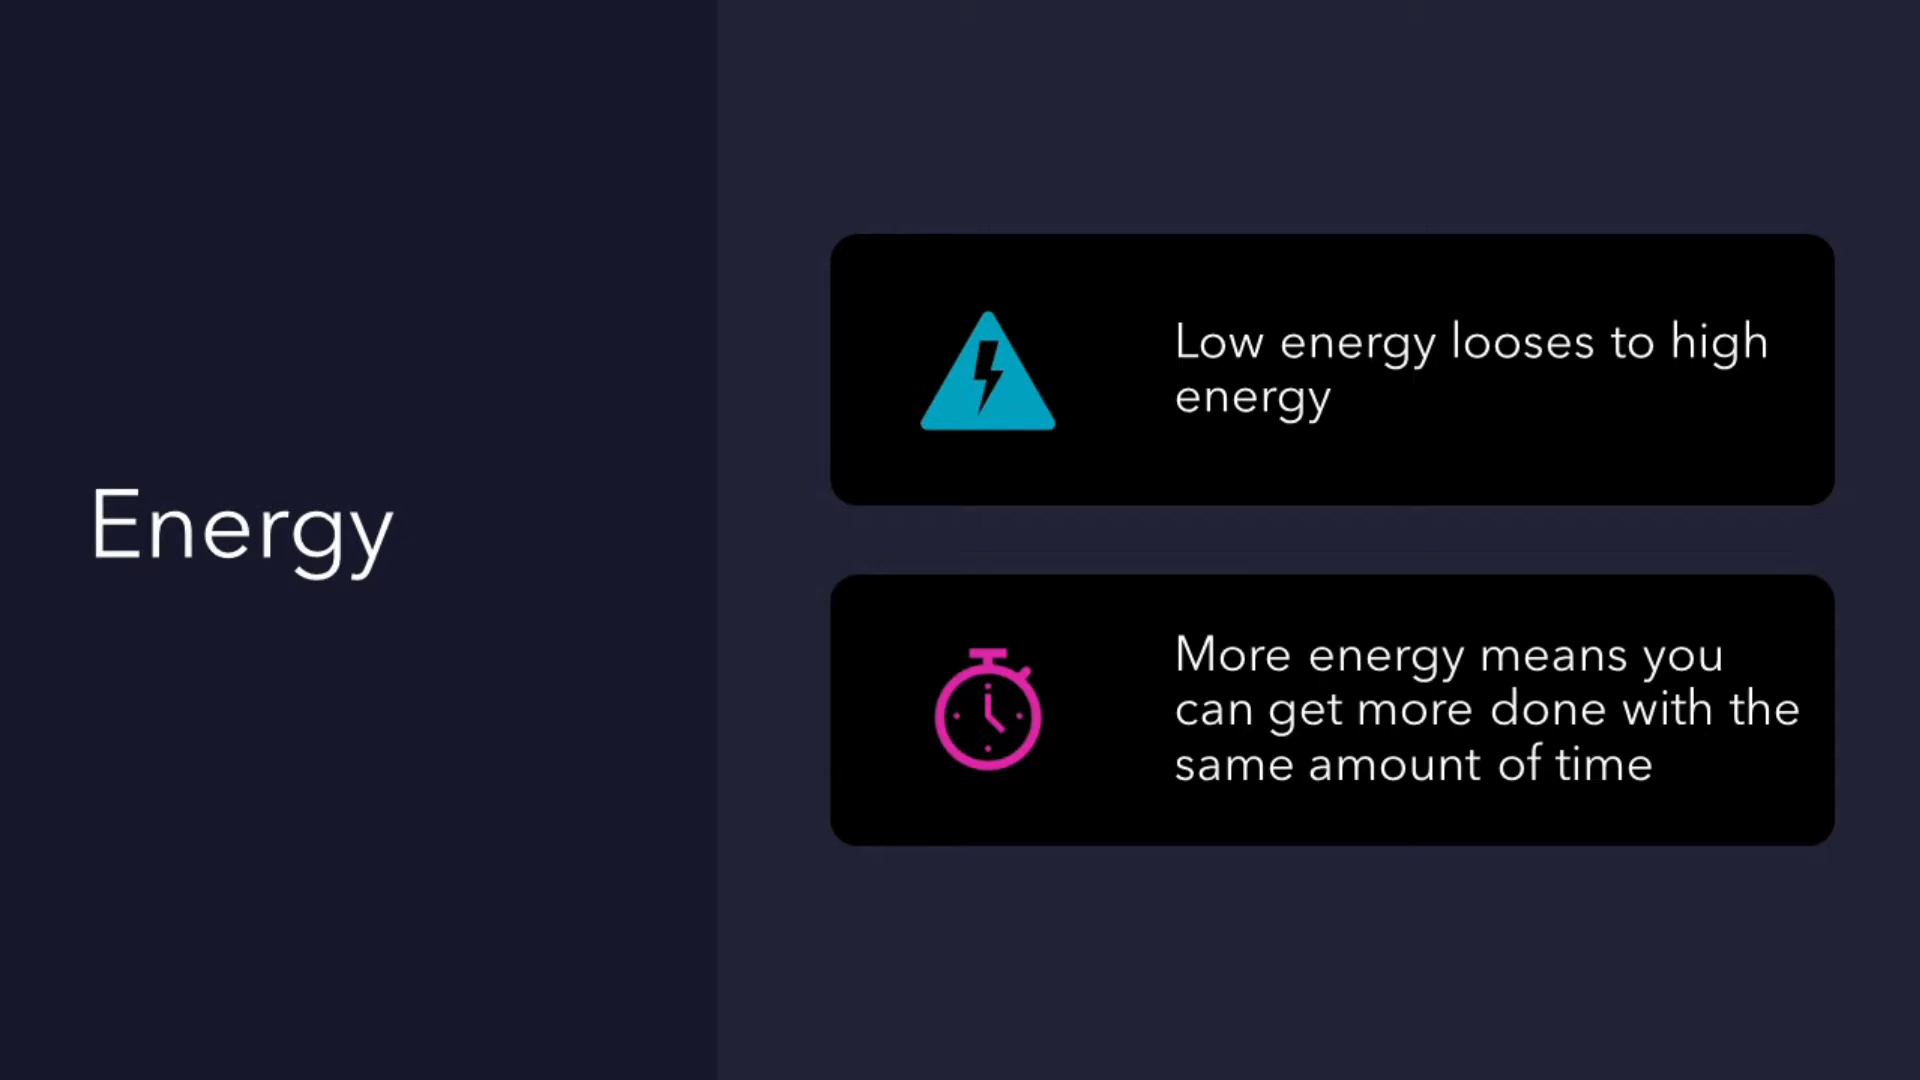 Energy
Low energy looses to high
energy
More energy means you
can get more done with the
same amount of time